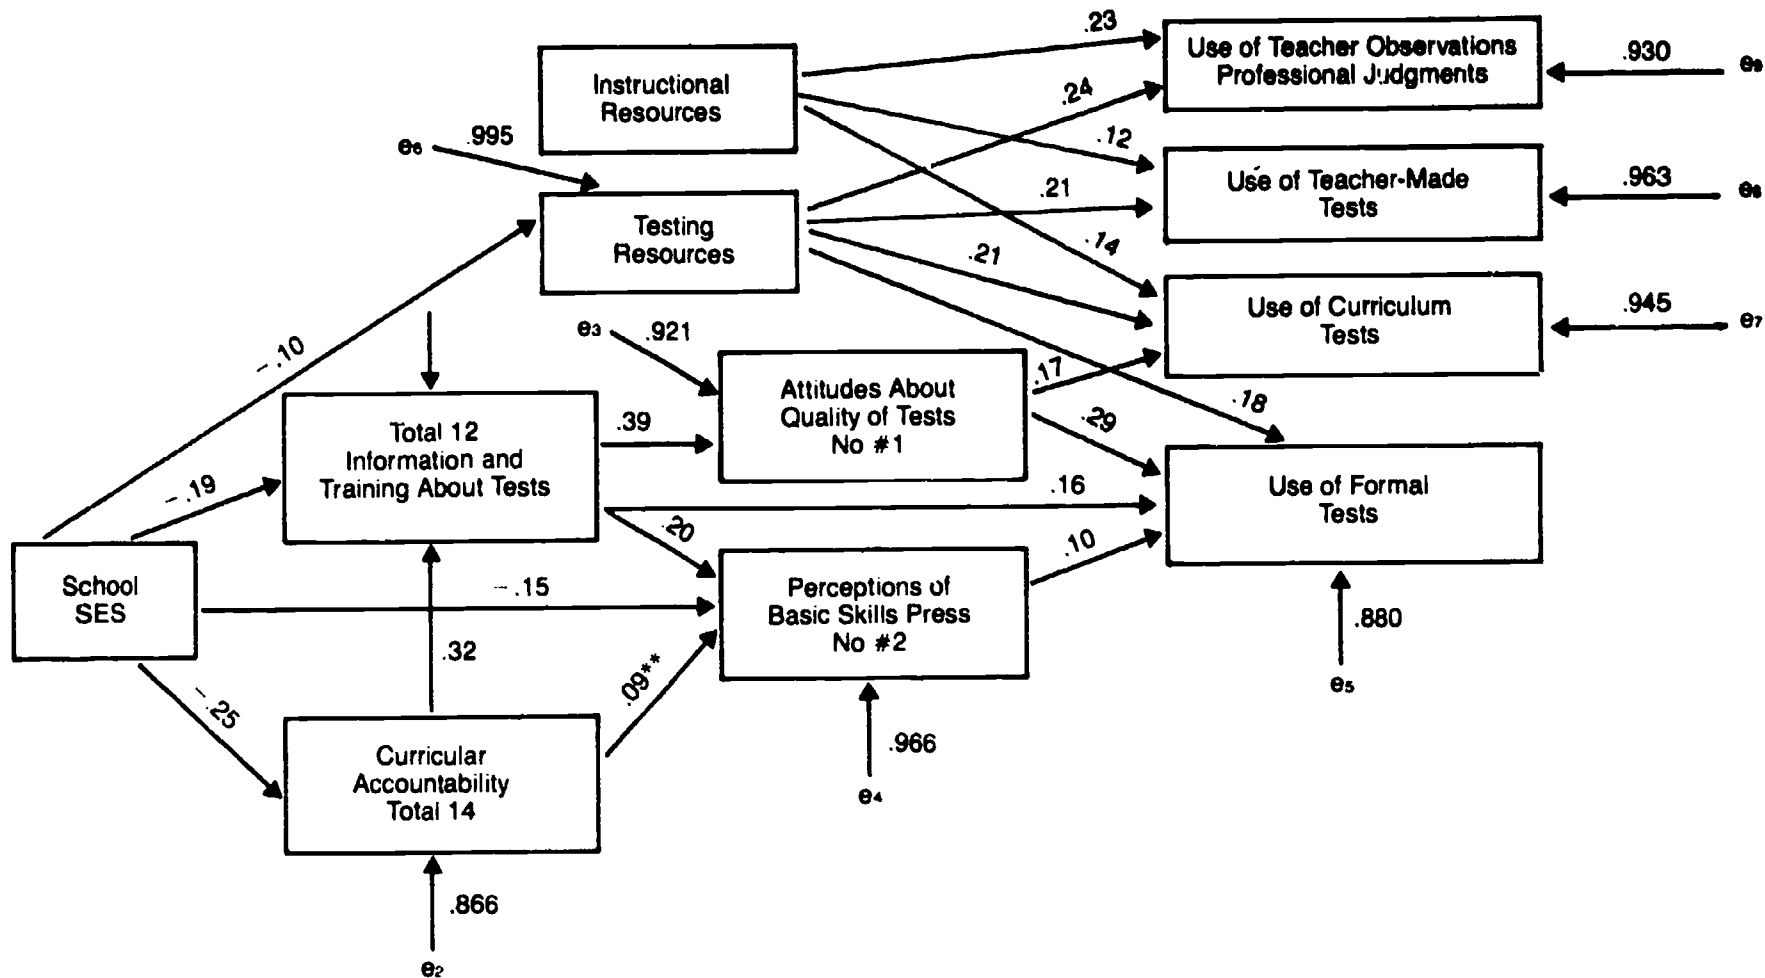 .23
Use of Teacher Observations
Professional Judgments
.930
e9
Instructional
Resources
.24
.12
.995
e6
Use of Teacher-Made
Tests
.963
e8
.21
Testing
Resources
.14
.21
Use of Curriculum
Tests
.945
e7
e3
.921
-.10
.17
.18
Attitudes About
Quality of Tests
No #1
.29
Total 12
Information and
Training About Tests
.39
-.19
.16
Use of Formal
Tests
.20
.10
School
SES
-.15
Perceptions of
Basic Skills Press
No #2
.880
e5
.32
.09**
-.25
Curricular
Accountability
Total 14
.966
e4
.866
e2